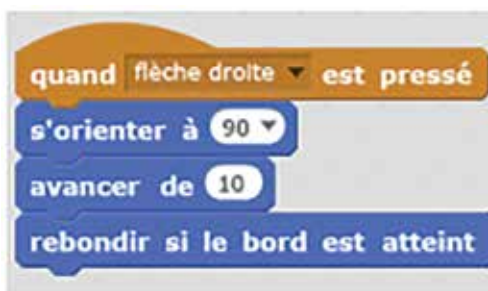 quand flèche droite est pressé
s'orienter à 90
avancer de 10
rebondir si le bord est atteint